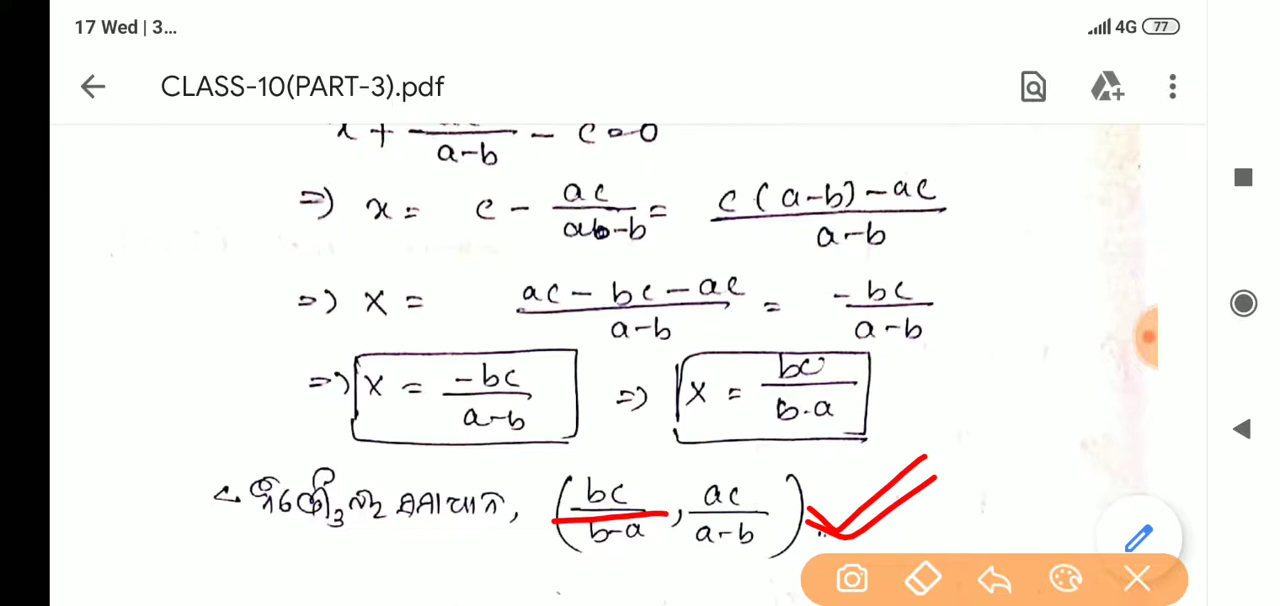 17 Wed | 3...
4G 77
CLASS-10(PART-3).pdf
x + / a-b - c = 0
=> x = c - ac/ab-b = c(a-b)-ac/a-b
=> x = ac-bc-ac/a-b = -bc/a-b
=> x = -bc/a-b => x = bc/b-a
(bc/b-a, ac/a-b)